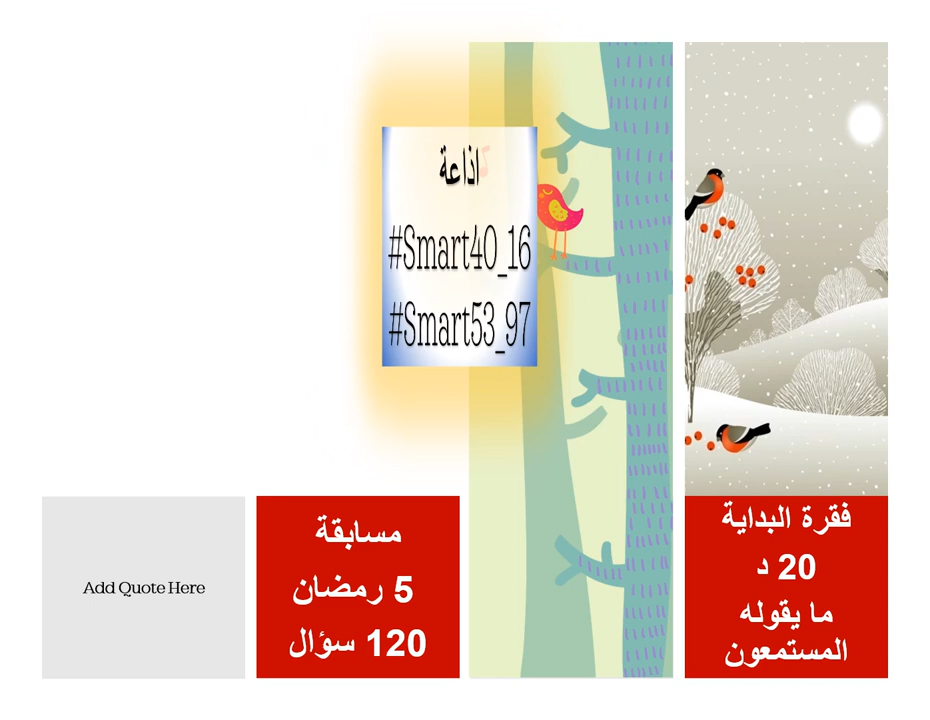 اذاعة
#Smart40_16
#Smart53_97
فقرة البداية
20 د
ما يقوله
المستمعون
مسابقة
5 رمضان
120 سؤال
Add Quote Here